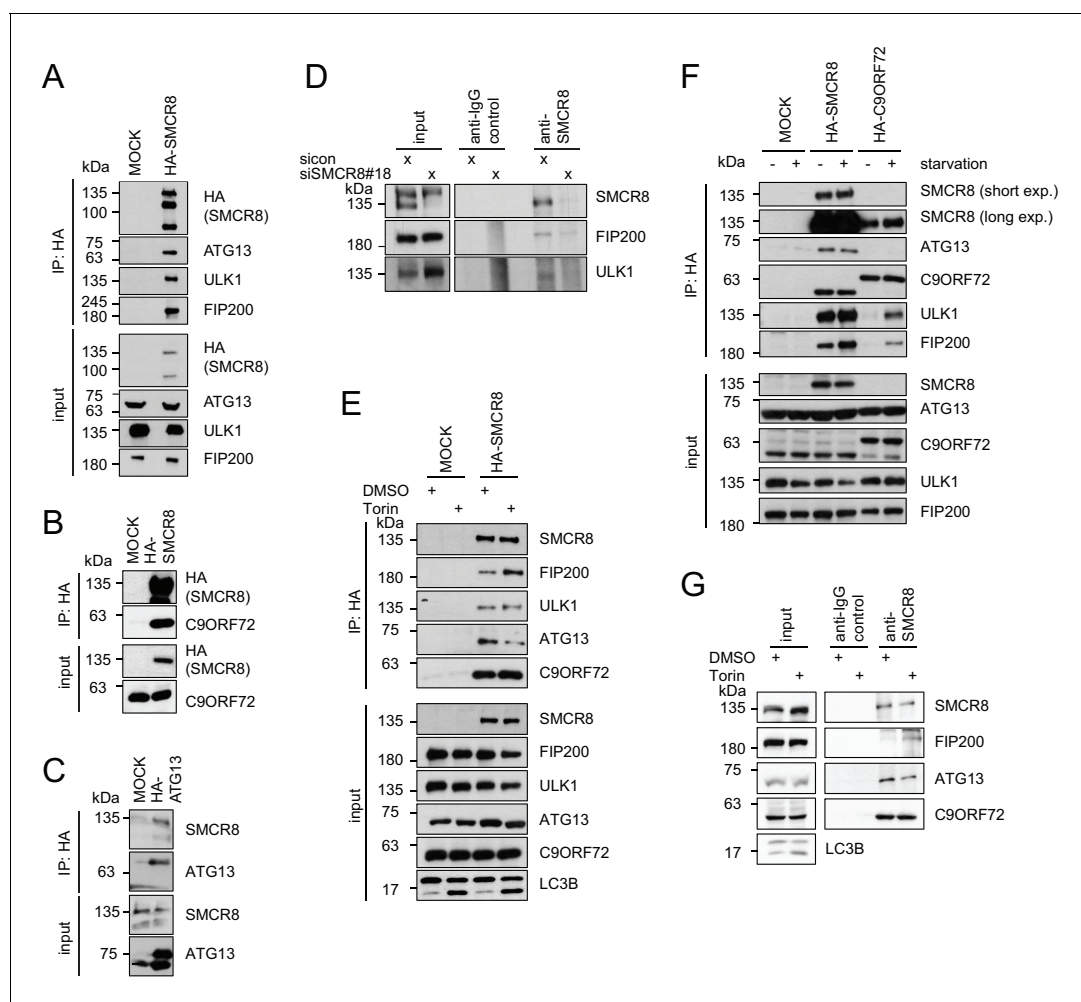 A
MOCK
HA-SMCR8
kDa
IP: HA
135
100
HA
(SMCR8)
75
63
ATG13
135
ULK1
245
180
FIP200
input
135
100
HA
(SMCR8)
75
63
ATG13
135
ULK1
180
FIP200
B
MOCK
HA-
SMCR8
kDa
IP: HA
135
HA
(SMCR8)
63
C9ORF72
input
135
HA
(SMCR8)
63
C9ORF72
C
MOCK
HA-
ATG13
kDa
IP: HA
135
SMCR8
63
ATG13
input
135
SMCR8
75
ATG13
D
input
anti-IgG
control
anti-
SMCR8
sicon x x x
siSMCR8#18 x x x
kDa
135
SMCR8
180
FIP200
135
ULK1
E
MOCK
HA-SMCR8
DMSO + +
Torin + +
kDa
IP: HA
135
SMCR8
180
FIP200
135
ULK1
75
ATG13
63
C9ORF72
input
135
SMCR8
180
FIP200
135
ULK1
75
ATG13
63
C9ORF72
17
LC3B
F
MOCK
HA-SMCR8
HA-C9ORF72
kDa
- + - + - + starvation
IP: HA
135
SMCR8 (short exp.)
135
SMCR8 (long exp.)
75
ATG13
63
C9ORF72
135
ULK1
180
FIP200
input
135
SMCR8
75
ATG13
63
C9ORF72
135
ULK1
180
FIP200
G
input
anti-IgG
control
anti-
SMCR8
DMSO + + +
Torin + + +
kDa
135
SMCR8
180
FIP200
75
ATG13
63
C9ORF72
17
LC3B